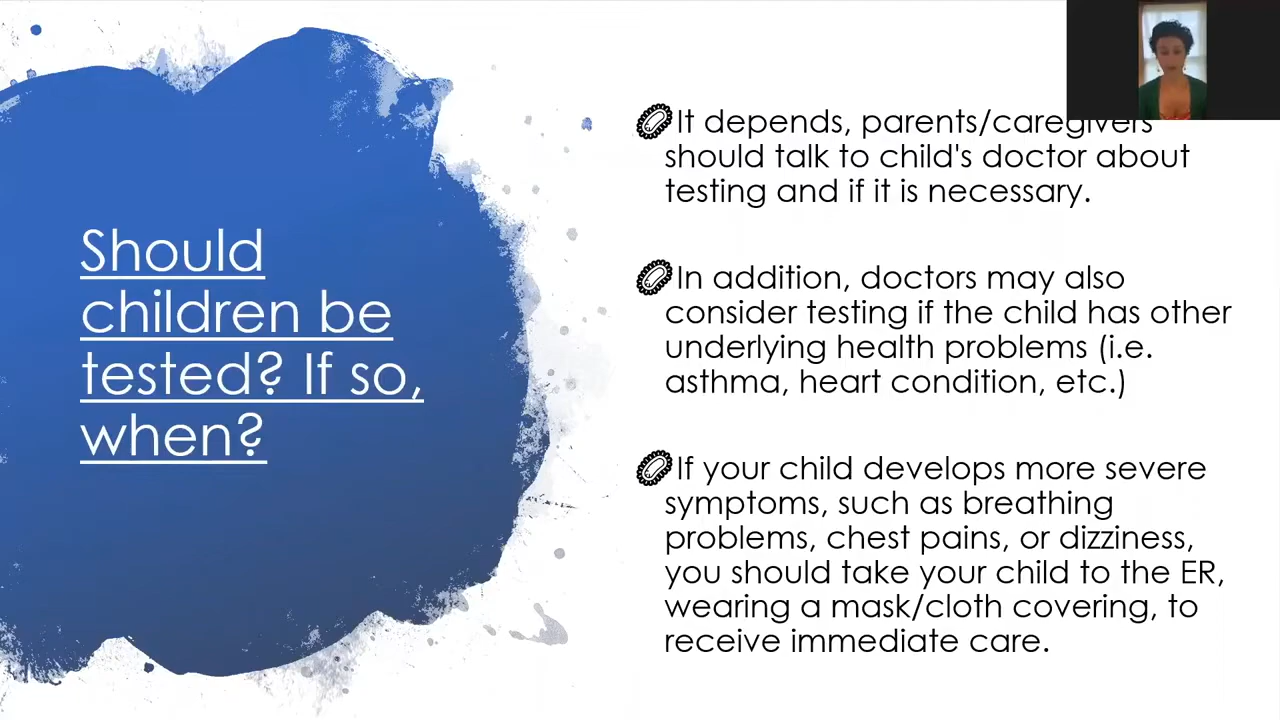 Should
children be
tested? If so,
when?
It depends, parents/caregivers
should talk to child's doctor about
testing and if it is necessary.
In addition, doctors may also
consider testing if the child has other
underlying health problems (i.e.
asthma, heart condition, etc.)
If your child develops more severe
symptoms, such as breathing
problems, chest pains, or dizziness,
you should take your child to the ER,
wearing a mask/cloth covering, to
receive immediate care.